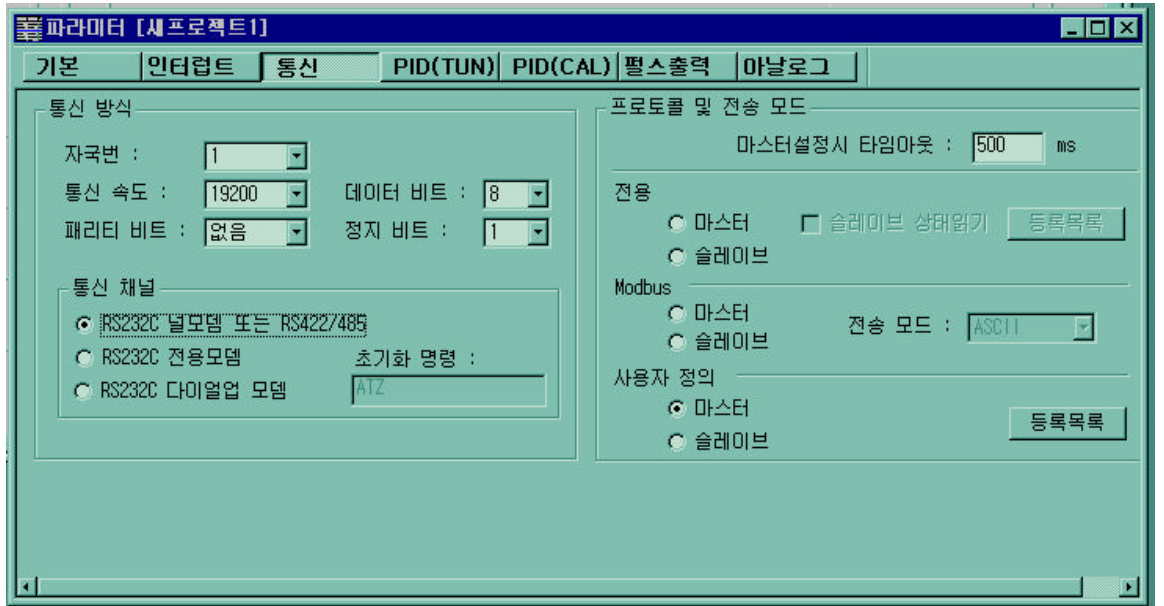 파라미터 [새프로젝트1]
기본 인터럽트 통신 PID(TUN) PID(CAL) 펄스출력 아날로그
통신 방식
자국번 : 1
통신 속도 : 19200 데이터 비트 : 8
패리티 비트 : 없음 정지 비트 : 1
통신 채널
RS232C 널모뎀 또는 RS422/485
RS232C 전용모뎀 초기화 명령 :
RS232C 다이얼업 모뎀 ATZ
프로토콜 및 전송 모드
마스터설정시 타임아웃 : 500 ms
전용
마스터 슬레이브 상태읽기 등록목록
슬레이브
Modbus
마스터 전송 모드 : ASCII
슬레이브
사용자 정의
마스터 등록목록
슬레이브